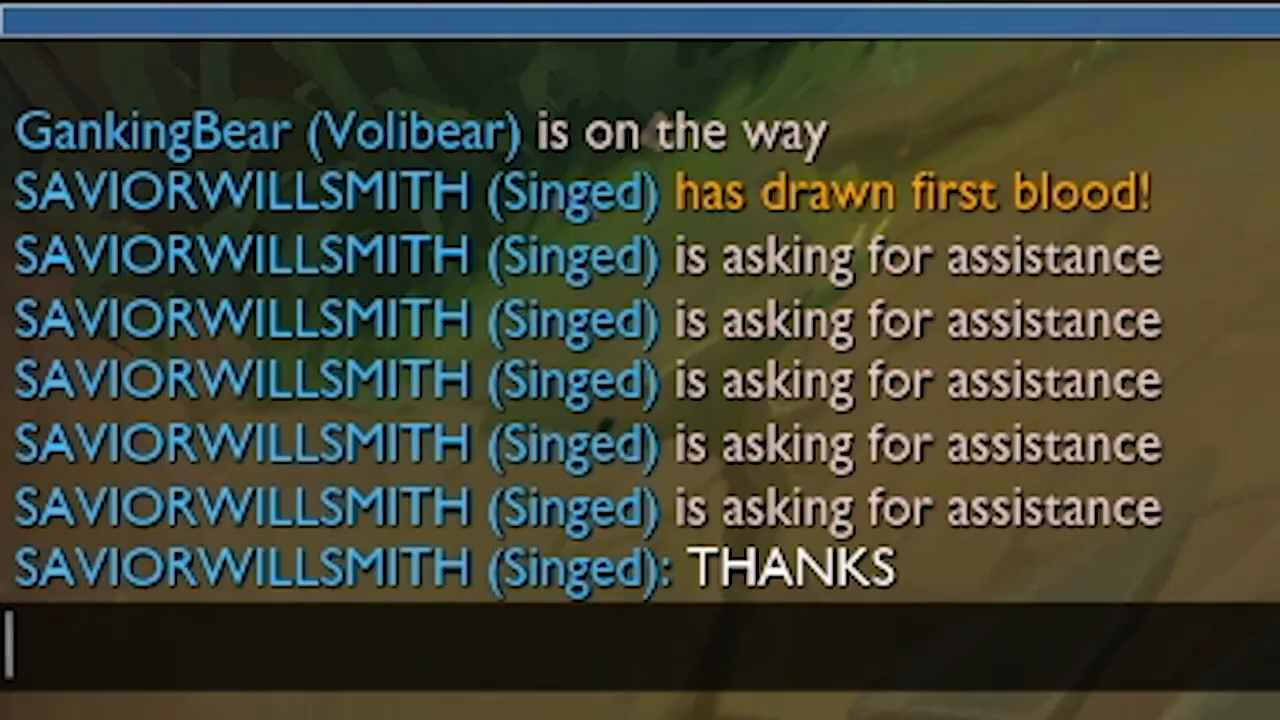 GankingBear (Volibear) is on the way
SAVIORWILLSMITH (Singed) has drawn first blood!
SAVIORWILLSMITH (Singed) is asking for assistance
SAVIORWILLSMITH (Singed) is asking for assistance
SAVIORWILLSMITH (Singed) is asking for assistance
SAVIORWILLSMITH (Singed) is asking for assistance
SAVIORWILLSMITH (Singed) is asking for assistance
SAVIORWILLSMITH (Singed): THANKS